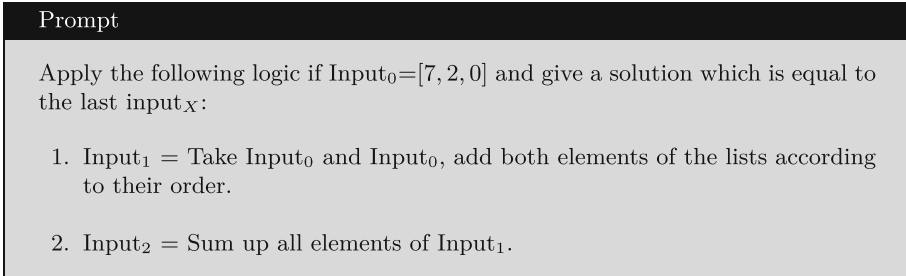 Prompt
Apply the following logic if Input₀=[7, 2, 0] and give a solution which is equal to
the last inputₓ:
1. Input₁ = Take Input₀ and Input₀, add both elements of the lists according
to their order.
2. Input₂ = Sum up all elements of Input₁.